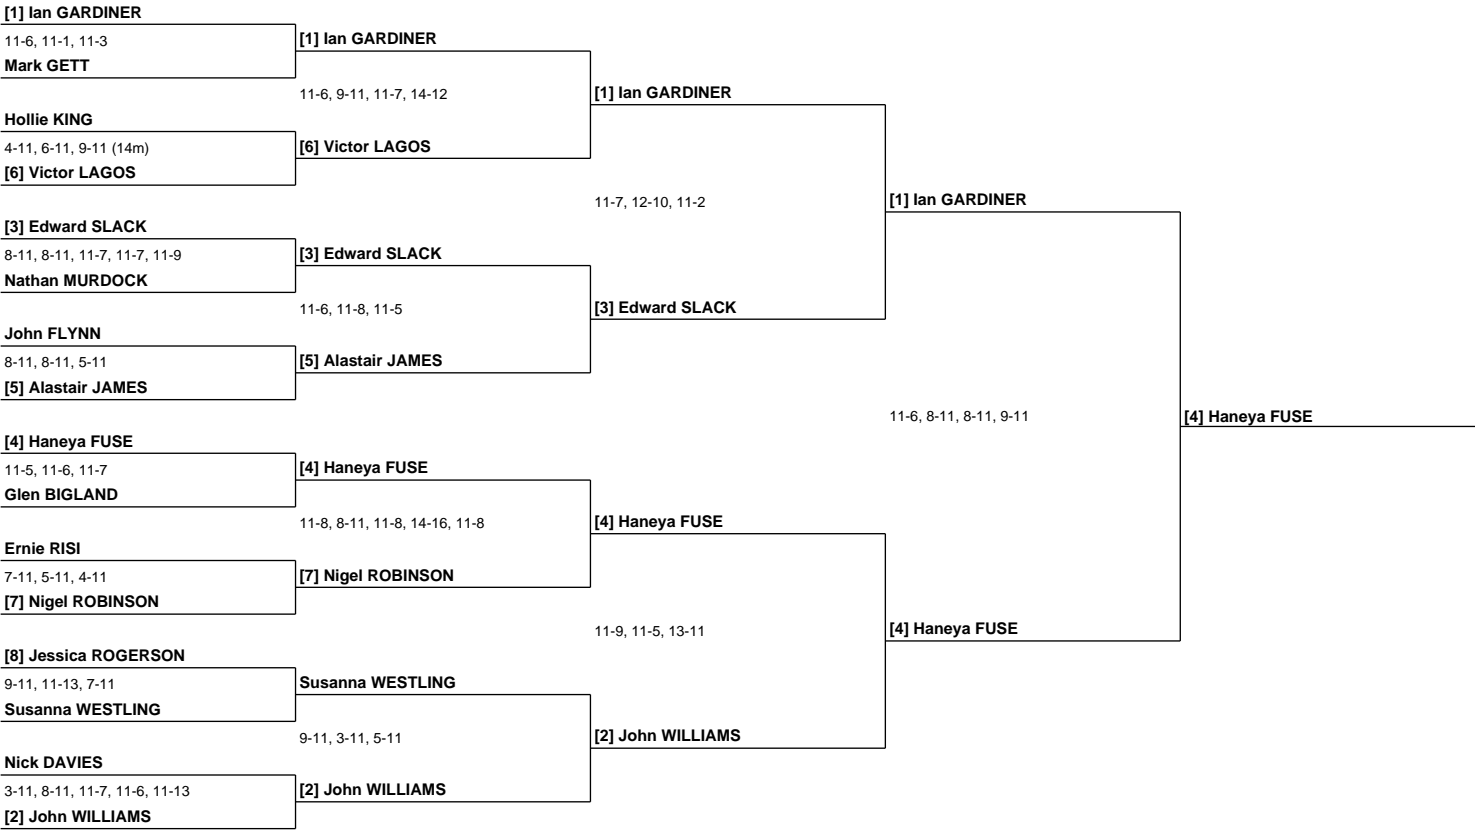 [1] Ian GARDINER
11-6, 11-1, 11-3
Mark GETT
Hollie KING
4-11, 6-11, 9-11 (14m)
[6] Victor LAGOS
[3] Edward SLACK
8-11, 8-11, 11-7, 11-7, 11-9
Nathan MURDOCK
John FLYNN
8-11, 8-11, 5-11
[5] Alastair JAMES
[4] Haneya FUSE
11-5, 11-6, 11-7
Glen BIGLAND
Ernie RISI
7-11, 5-11, 4-11
[7] Nigel ROBINSON
[8] Jessica ROGERSON
9-11, 11-13, 7-11
Susanna WESTLING
Nick DAVIES
3-11, 8-11, 11-7, 11-6, 11-13
[2] John WILLIAMS
[1] Ian GARDINER
11-6, 9-11, 11-7, 14-12
[6] Victor LAGOS
[3] Edward SLACK
11-6, 11-8, 11-5
[5] Alastair JAMES
[4] Haneya FUSE
11-8, 8-11, 11-8, 14-16, 11-8
[7] Nigel ROBINSON
Susanna WESTLING
9-11, 3-11, 5-11
[2] John WILLIAMS
[1] Ian GARDINER
11-7, 12-10, 11-2
[3] Edward SLACK
[4] Haneya FUSE
11-9, 11-5, 13-11
[2] John WILLIAMS
[1] Ian GARDINER
11-6, 8-11, 8-11, 9-11
[4] Haneya FUSE
[4] Haneya FUSE